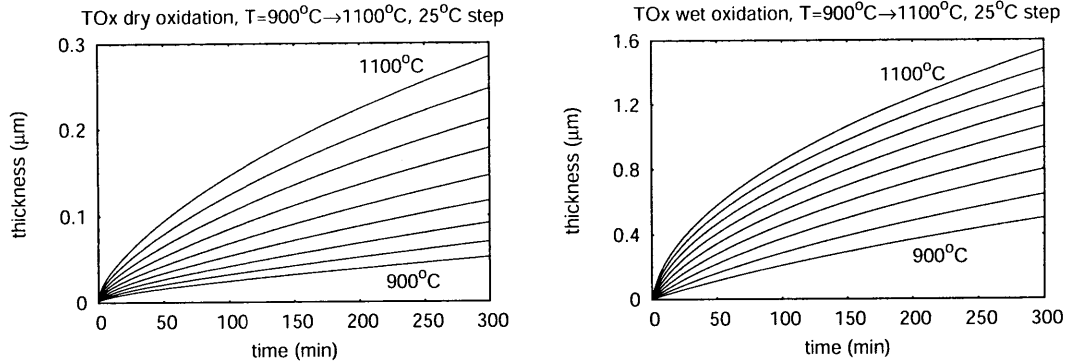 TOx dry oxidation, T=900°C→1100°C, 25°C step
0.3
0.2
0.1
0
thickness (μm)
1100°C
900°C
0 50 100 150 200 250 300
time (min)
TOx wet oxidation, T=900°C→1100°C, 25°C step
1.6
1.2
0.8
0.4
0
thickness (μm)
1100°C
900°C
0 50 100 150 200 250 300
time (min)